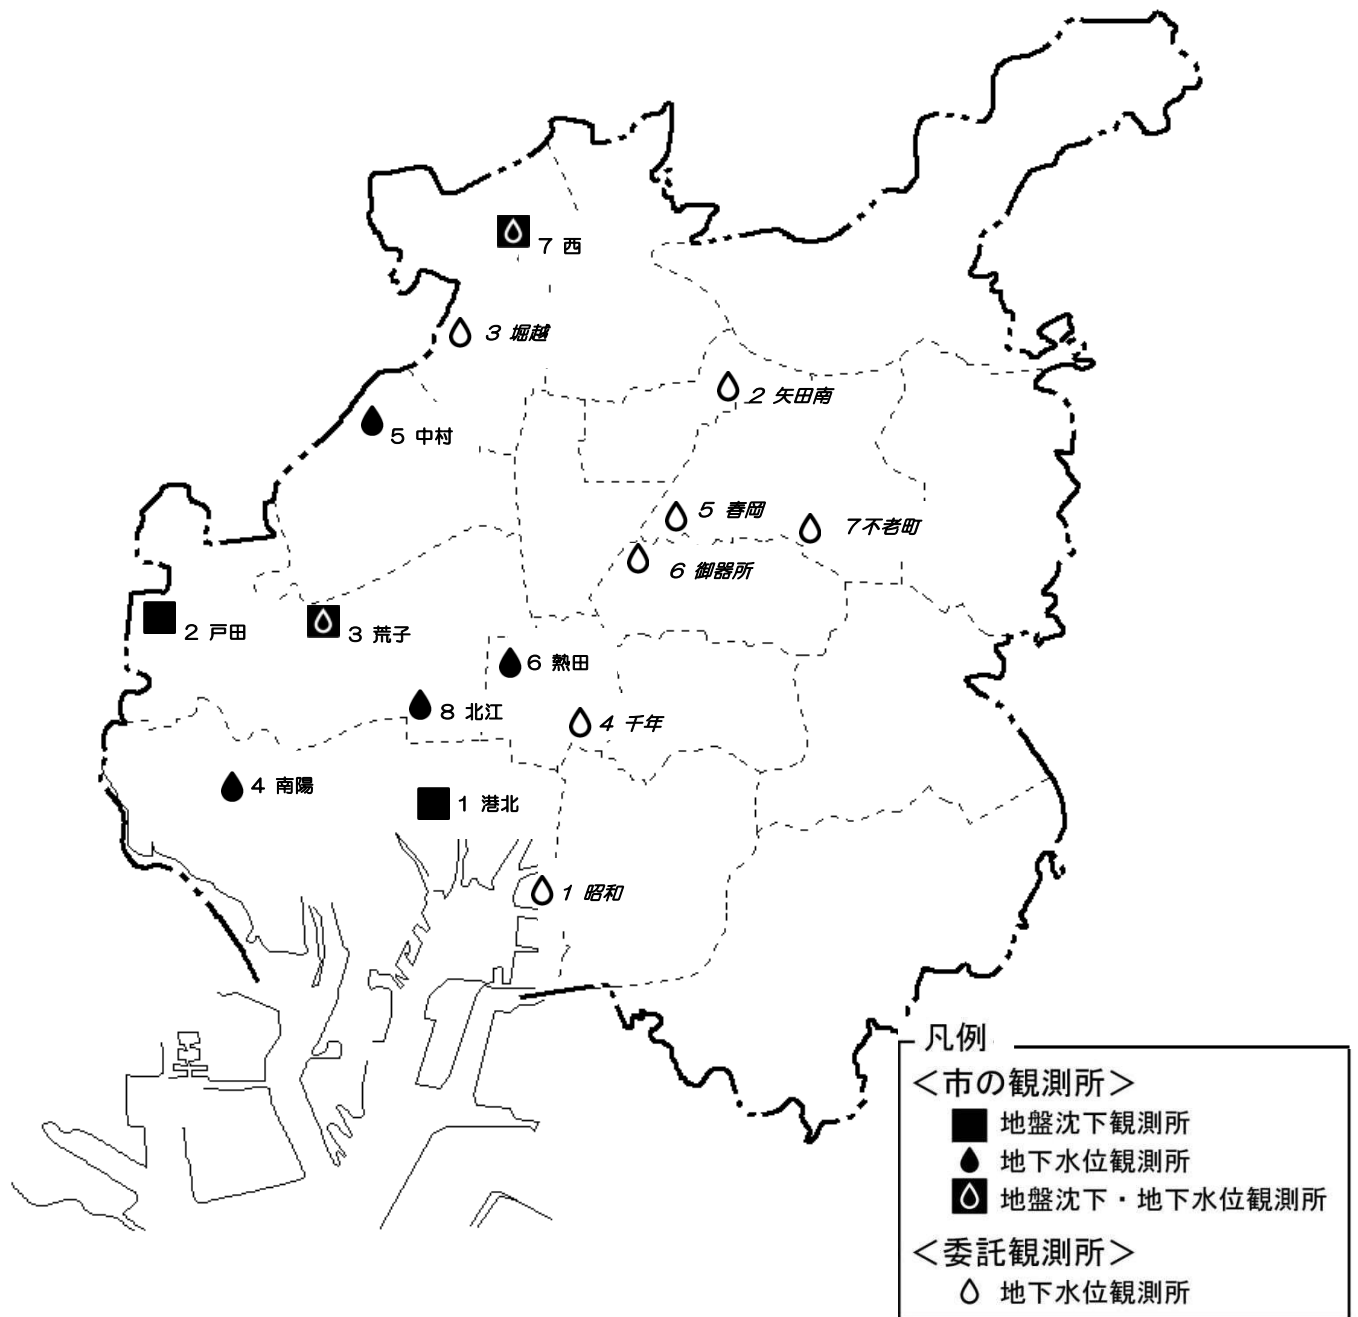 7 西
3 堀越
2 矢田南
5 中村
5 春岡
7不老町
6 御器所
2 戸田
3 荒子
6 熱田
8 北江
4 千年
4 南陽
1 港北
1 昭和
凡例
＜市の観測所＞
地盤沈下観測所
地下水位観測所
地盤沈下・地下水位観測所
＜委託観測所＞
地下水位観測所